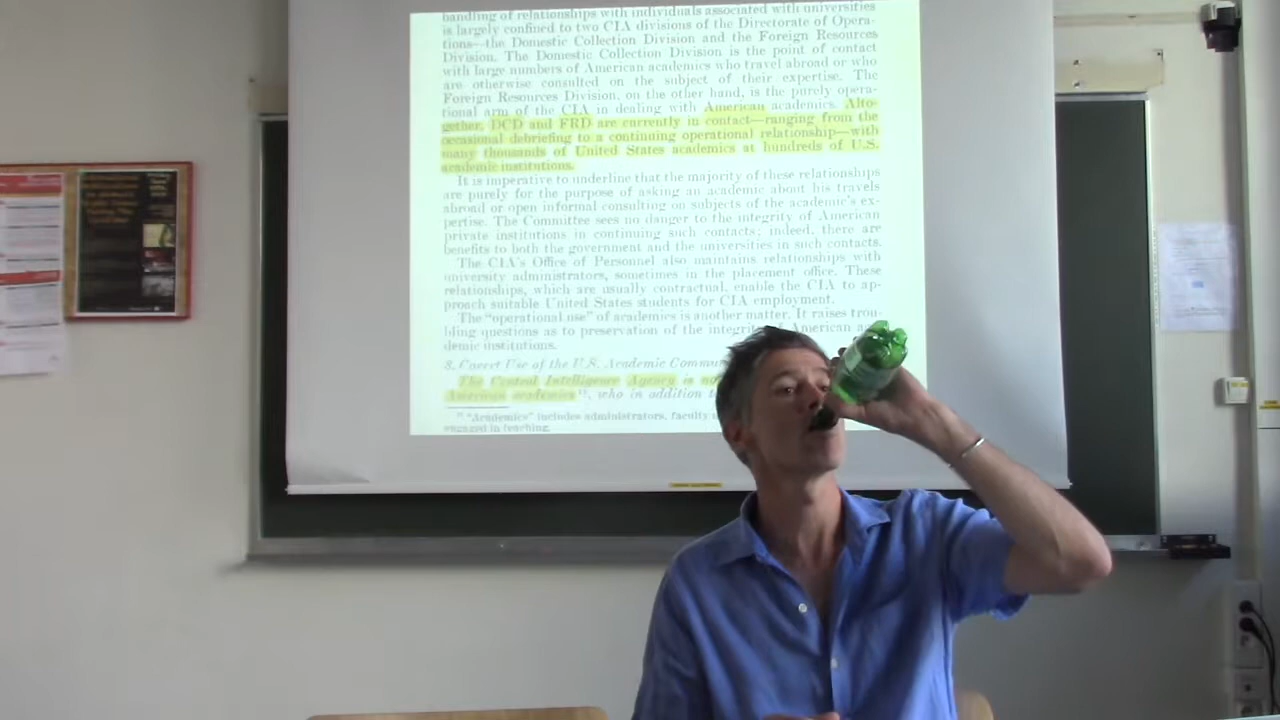 handling of relationships with individuals associated with universities
is largely confined to two CIA divisions of the Directorate of Opera-
tions—the Domestic Collection Division and the Foreign Resources
Division. The Domestic Collection Division is the point of contact
with large numbers of American academics who travel abroad or who
are otherwise consulted on the subject of their expertise. The
Foreign Resources Division, on the other hand, is the purely opera-
tional arm of the CIA in dealing with American academics. Alto-
gether, DCD and FRD are currently in contact—ranging from the
occasional debriefing to a continuing operational relationship—with
many thousands of United States academics at hundreds of U.S.
academic institutions.
It is imperative to underline that the majority of these relationships
are purely for the purpose of asking an academic about his travels
abroad or open informal consulting on subjects of the academic's ex-
pertise. The Committee sees no danger to the integrity of American
private institutions in continuing such contacts; indeed, there are
benefits to both the government and the universities in such contacts.
The CIA's Office of Personnel also maintains relationships with
university administrators, sometimes in the placement office. These
relationships, which are usually contractual, enable the CIA to ap-
proach suitable United States students for CIA employment.
The "operational use" of academics is another matter. It raises trou-
bling questions as to preservation of the integrity of American
demic institutions.
8. Covert Use of the U.S. Academic
The Central Intelligence Agency is
American academics, who in addition
"Academics" includes administrators, faculty
engaged in teaching.